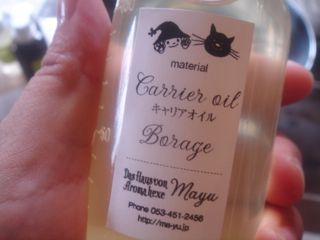 material
Carrier oil
キャリアオイル
Borage
Das Haus von
Aroma hexe Mayu
Phone 053-451-2456
http://ma-yu.jp
50